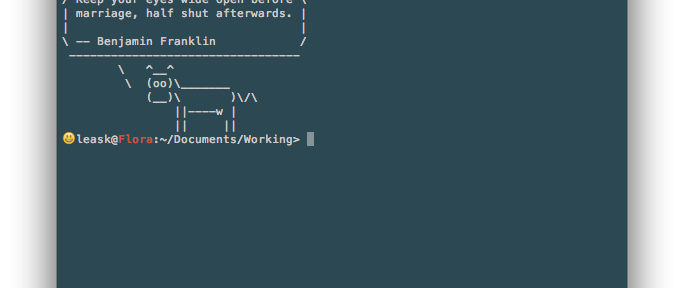 / Keep your eyes wide open before \
| marriage, half shut afterwards. |
|                                 |
\ -- Benjamin Franklin            /
 ---------------------------------
        \   ^__^
         \  (oo)\_______
            (__)\       )\/\
                ||----w |
                ||     ||
😃leask@Flora:~/Documents/Working>